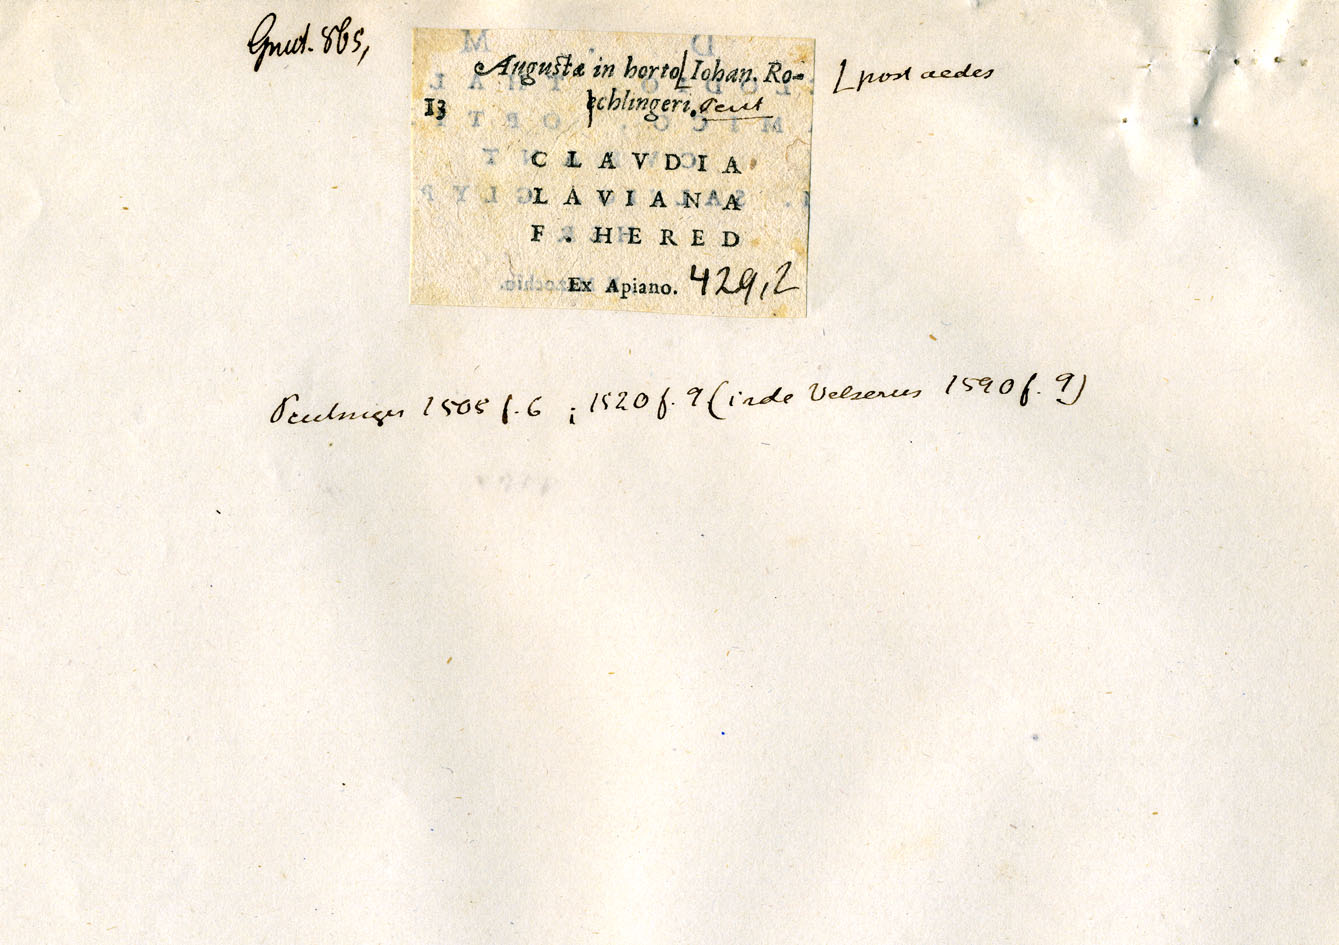 Grut. 865,
Augustæ in horto⌊ Iohan. Ro-
⌊ post aedes
13
echlingeri. Peut
CLAVDIA
LAVIANA
F . HERED
Ex Apiano. 429,2
Peutinger 1505 f. 6 ; 1520 f. 9 (inde Velserus 1590 f. 9)